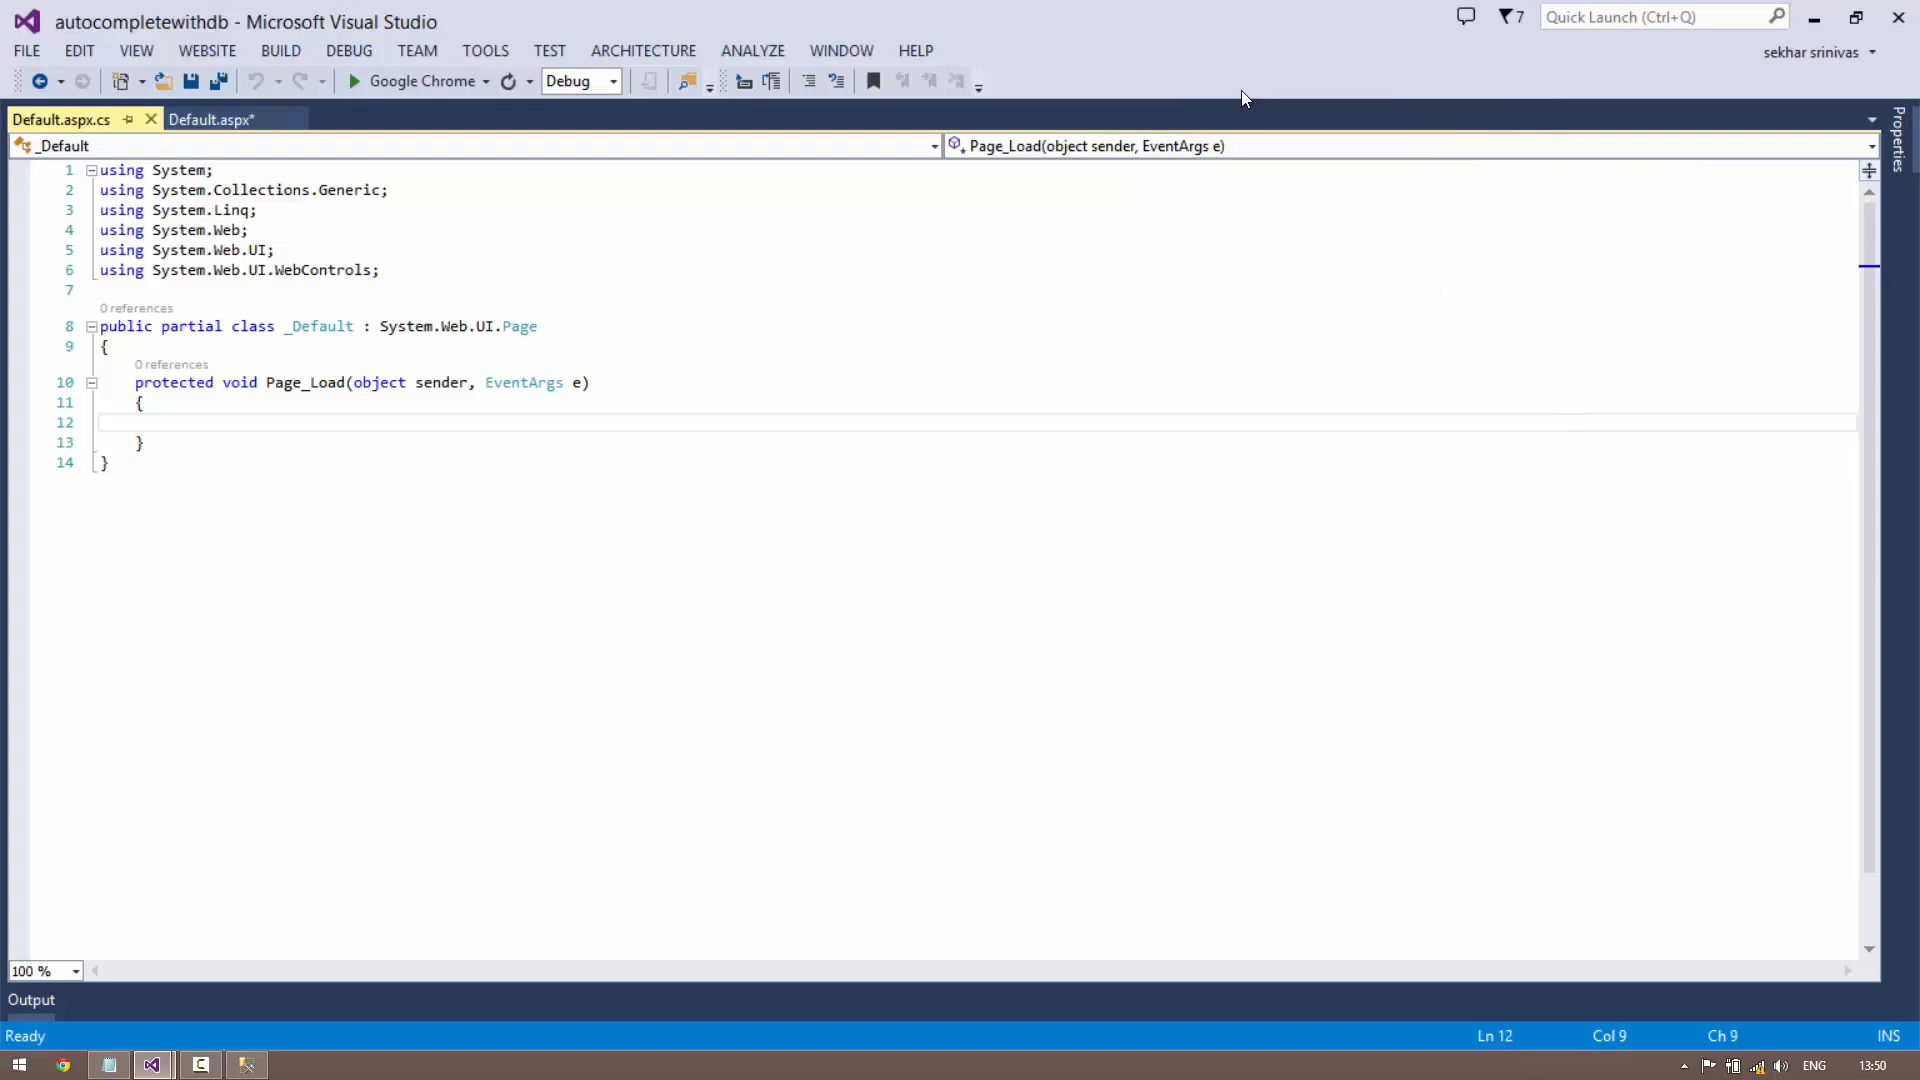 autocompletewithdb - Microsoft Visual Studio
7
Quick Launch (Ctrl+Q)
FILE EDIT VIEW WEBSITE BUILD DEBUG TEAM TOOLS TEST ARCHITECTURE ANALYZE WINDOW HELP
sekhar srinivas
Google Chrome Debug
Default.aspx.cs Default.aspx*
Properties
_Default Page_Load(object sender, EventArgs e)
1 using System;
2 using System.Collections.Generic;
3 using System.Linq;
4 using System.Web;
5 using System.Web.UI;
6 using System.Web.UI.WebControls;
7
0 references
8 public partial class _Default : System.Web.UI.Page
9 {
0 references
10 protected void Page_Load(object sender, EventArgs e)
11 {
12
13 }
14 }
100 %
Output
Ready Ln 12 Col 9 Ch 9 INS
ENG 13:50